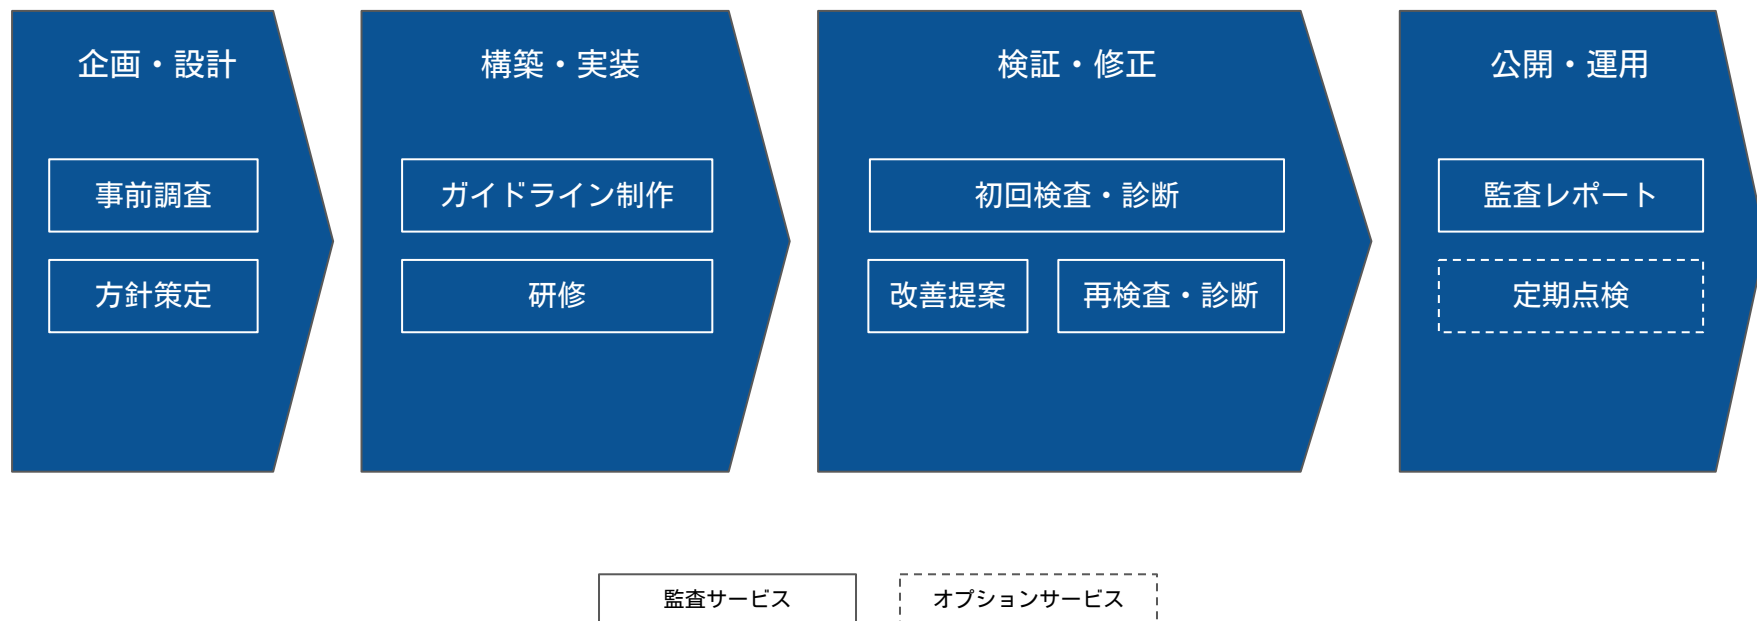 企画・設計
事前調査
方針策定
構築・実装
ガイドライン制作
研修
検証・修正
初回検査・診断
改善提案
再検査・診断
公開・運用
監査レポート
定期点検
監査サービス
オプションサービス